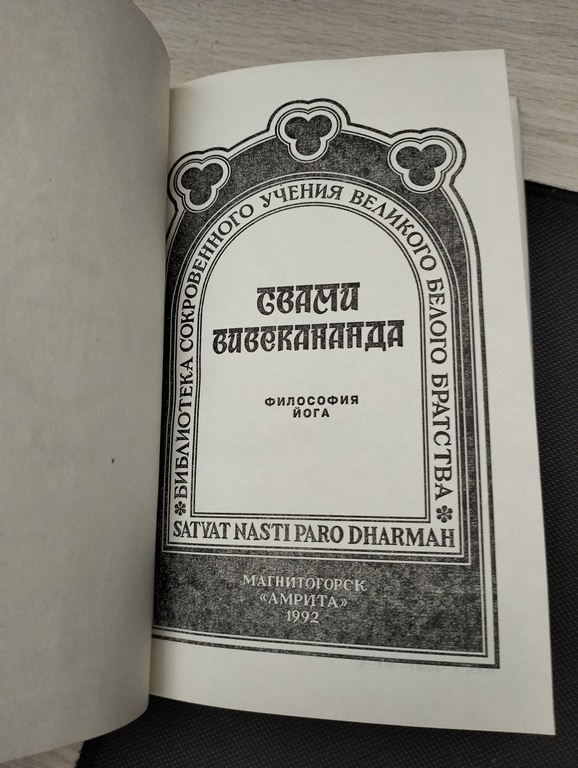 БИБЛИОТЕКА СОКРОВЕННОГО УЧЕНИЯ ВЕЛИКОГО БЕЛОГО БРАТСТВА
СВАМИ
ВИВЕКАНАНДА
ФИЛОСОФИЯ
ЙОГА
SATYAT NASTI PARO DHARMAH
МАГНИТОГОРСК
«АМРИТА»
1992